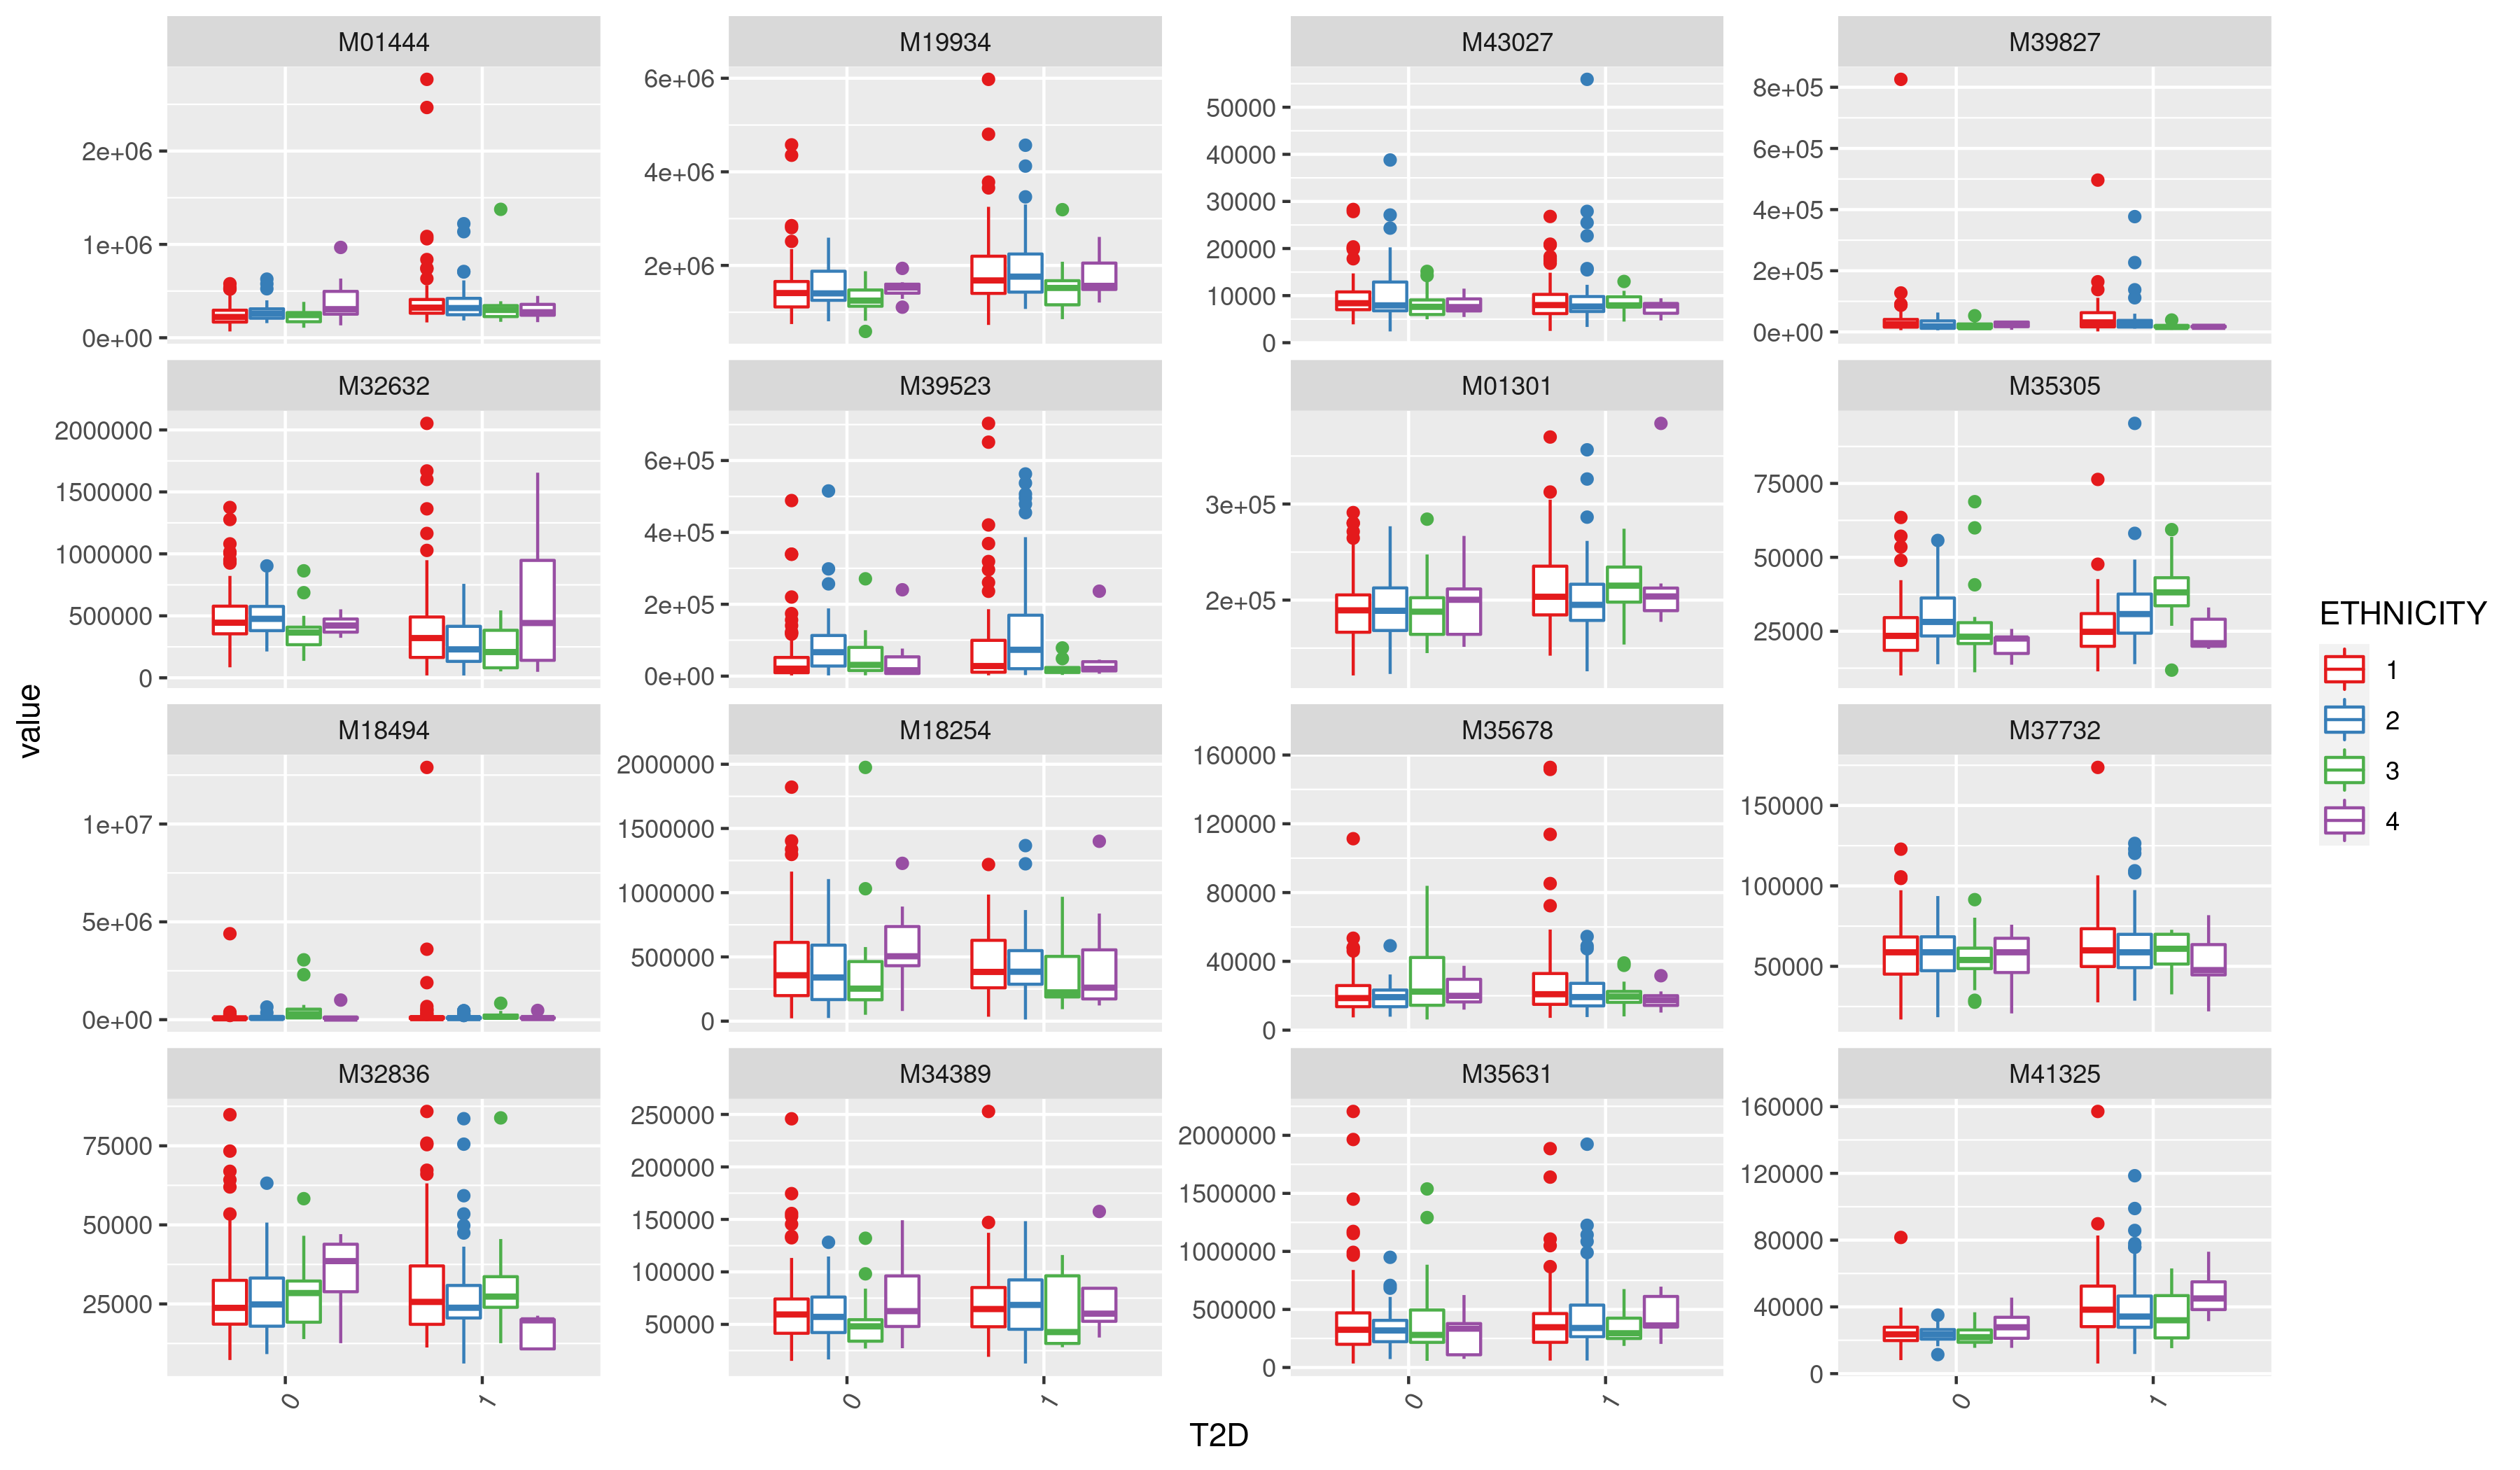 M01444
M19934
M43027
M39827
2e+06
1e+06
0e+00
6e+06
4e+06
2e+06
50000
40000
30000
20000
10000
0
8e+05
6e+05
4e+05
2e+05
0e+00
M32632
M39523
M01301
M35305
2000000
1500000
1000000
500000
0
6e+05
4e+05
2e+05
0e+00
3e+05
2e+05
75000
50000
25000
M18494
M18254
M35678
M37732
1e+07
5e+06
0e+00
2000000
1500000
1000000
500000
0
160000
120000
80000
40000
0
150000
100000
50000
M32836
M34389
M35631
M41325
75000
50000
25000
250000
200000
150000
100000
50000
2000000
1500000
1000000
500000
0
160000
120000
80000
40000
0
0
1
0
1
0
1
0
1
T2D
value
ETHNICITY
1
2
3
4